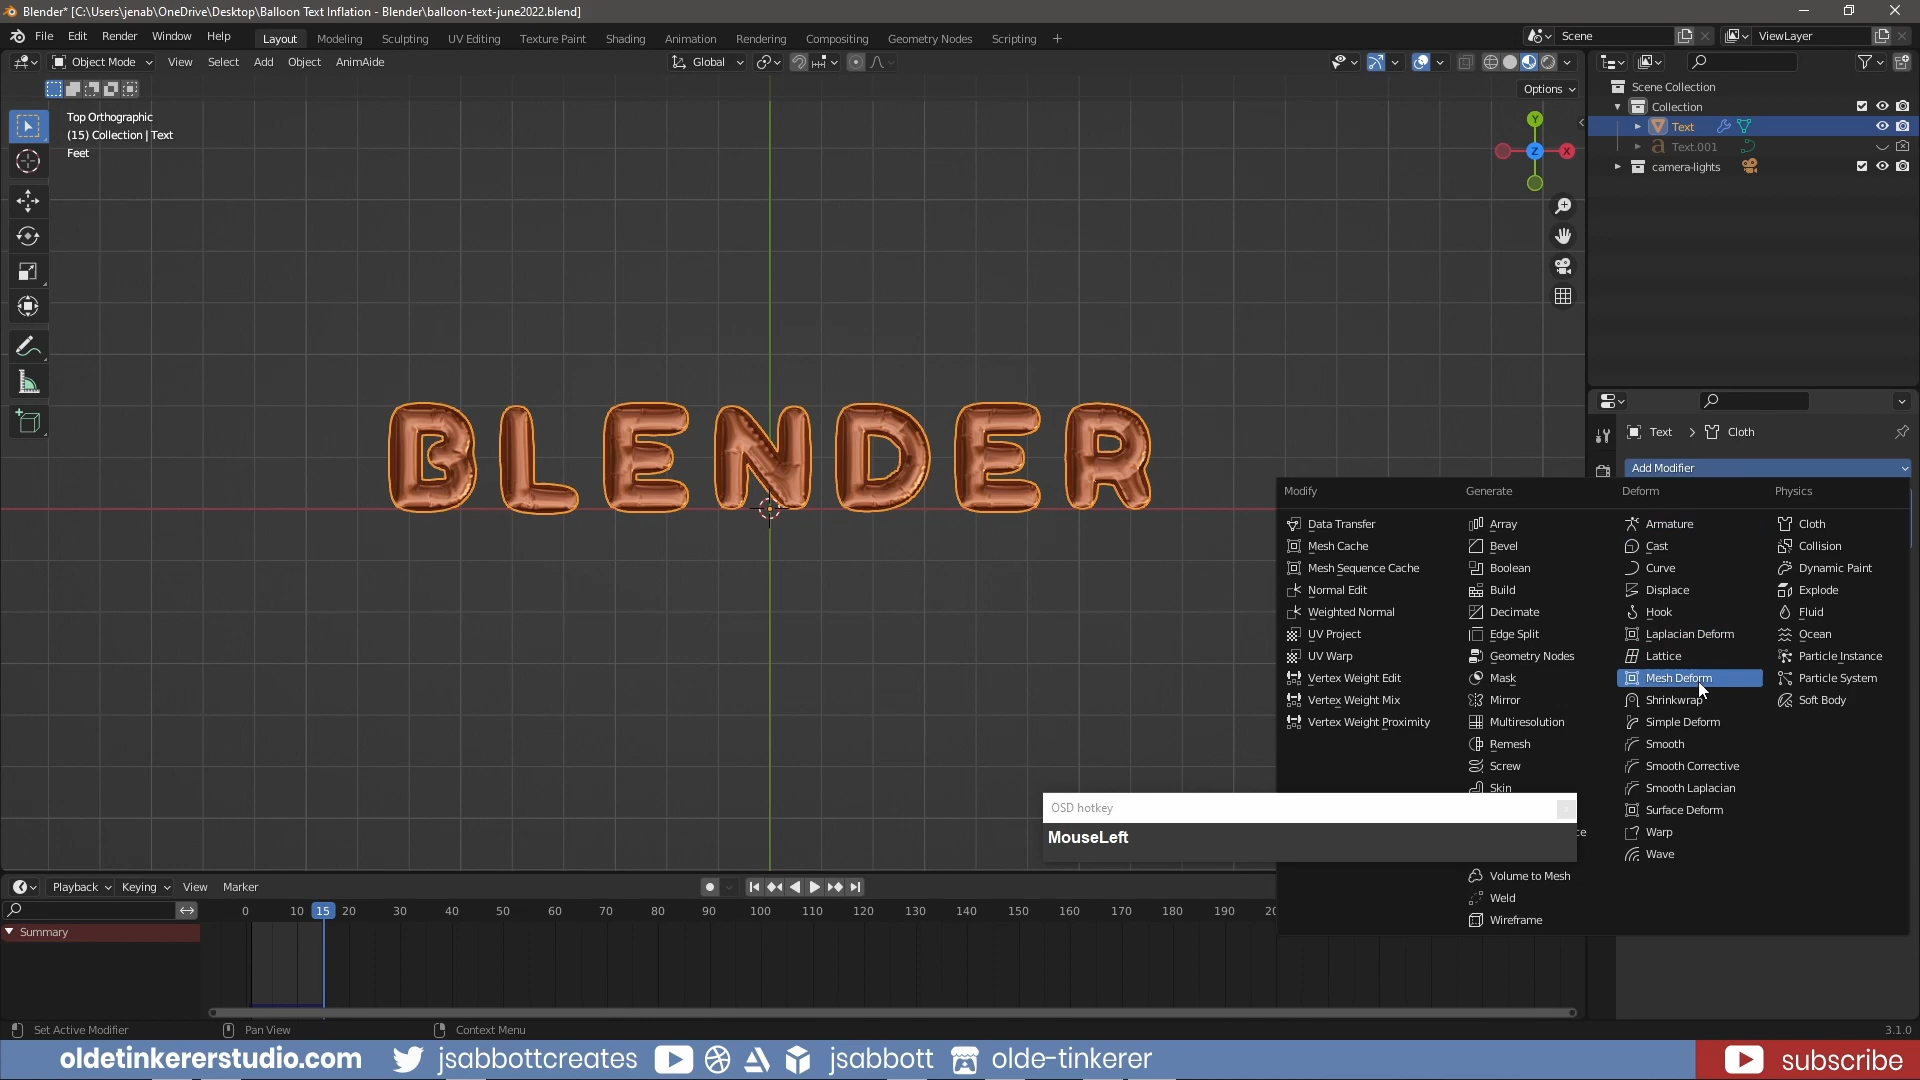 Blender* [C:\Users\jenab\OneDrive\Desktop\Balloon Text Inflation - Blender\balloon-text-june2022.blend]
File Edit Render Window Help Layout Modeling Sculpting UV Editing Texture Paint Shading Animation Rendering Compositing Geometry Nodes Scripting + Scene ViewLayer
Object Mode View Select Add Object AnimAide Global
Options
Top Orthographic
(15) Collection | Text
Feet
Y
Z
X
Scene Collection
Collection
Text
Text.001
camera-lights
BLENDER
Text > Cloth
Add Modifier
Modify Generate Deform Physics
Data Transfer Array Armature Cloth
Mesh Cache Bevel Cast Collision
Mesh Sequence Cache Boolean Curve Dynamic Paint
Normal Edit Build Displace Explode
Weighted Normal Decimate Hook Fluid
UV Project Edge Split Laplacian Deform Ocean
UV Warp Geometry Nodes Lattice Particle Instance
Vertex Weight Edit Mask Mesh Deform Particle System
Vertex Weight Mix Mirror Shrinkwrap Soft Body
Vertex Weight Proximity Multiresolution Simple Deform
Remesh Smooth
Screw Smooth Corrective
Skin Smooth Laplacian
OSD hotkey Surface Deform
MouseLeft ce Warp
Wave
Volume to Mesh
Weld
Wireframe
Playback Keying View Marker
0 10 15 20 30 40 50 60 70 80 90 100 110 120 130 140 150 160 170 180 190 20
Summary
Set Active Modifier Pan View Context Menu 3.1.0
oldetinkererstudio.com jsabbottcreates jsabbott olde-tinkerer subscribe